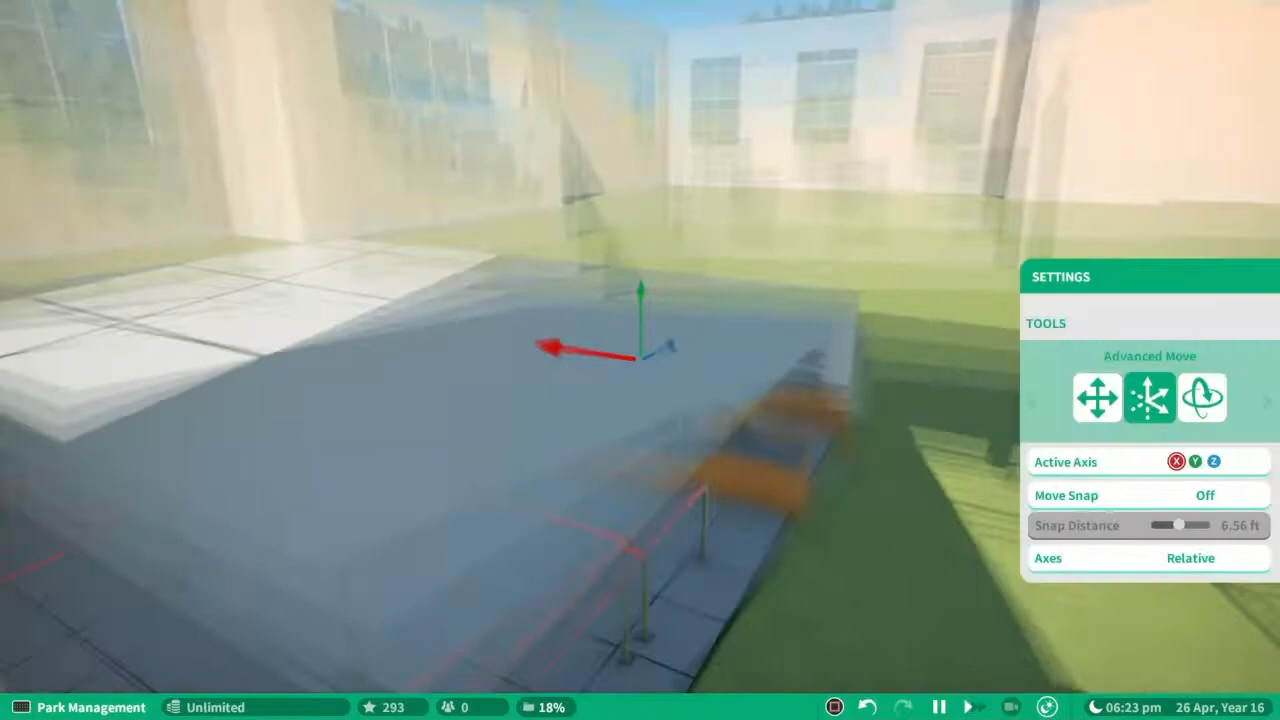 SETTINGS
TOOLS
Advanced Move
Active Axis X Y Z
Move Snap Off
Snap Distance 6.56 ft
Axes Relative
Park Management Unlimited 293 0 18% 06:23 pm 26 Apr, Year 16